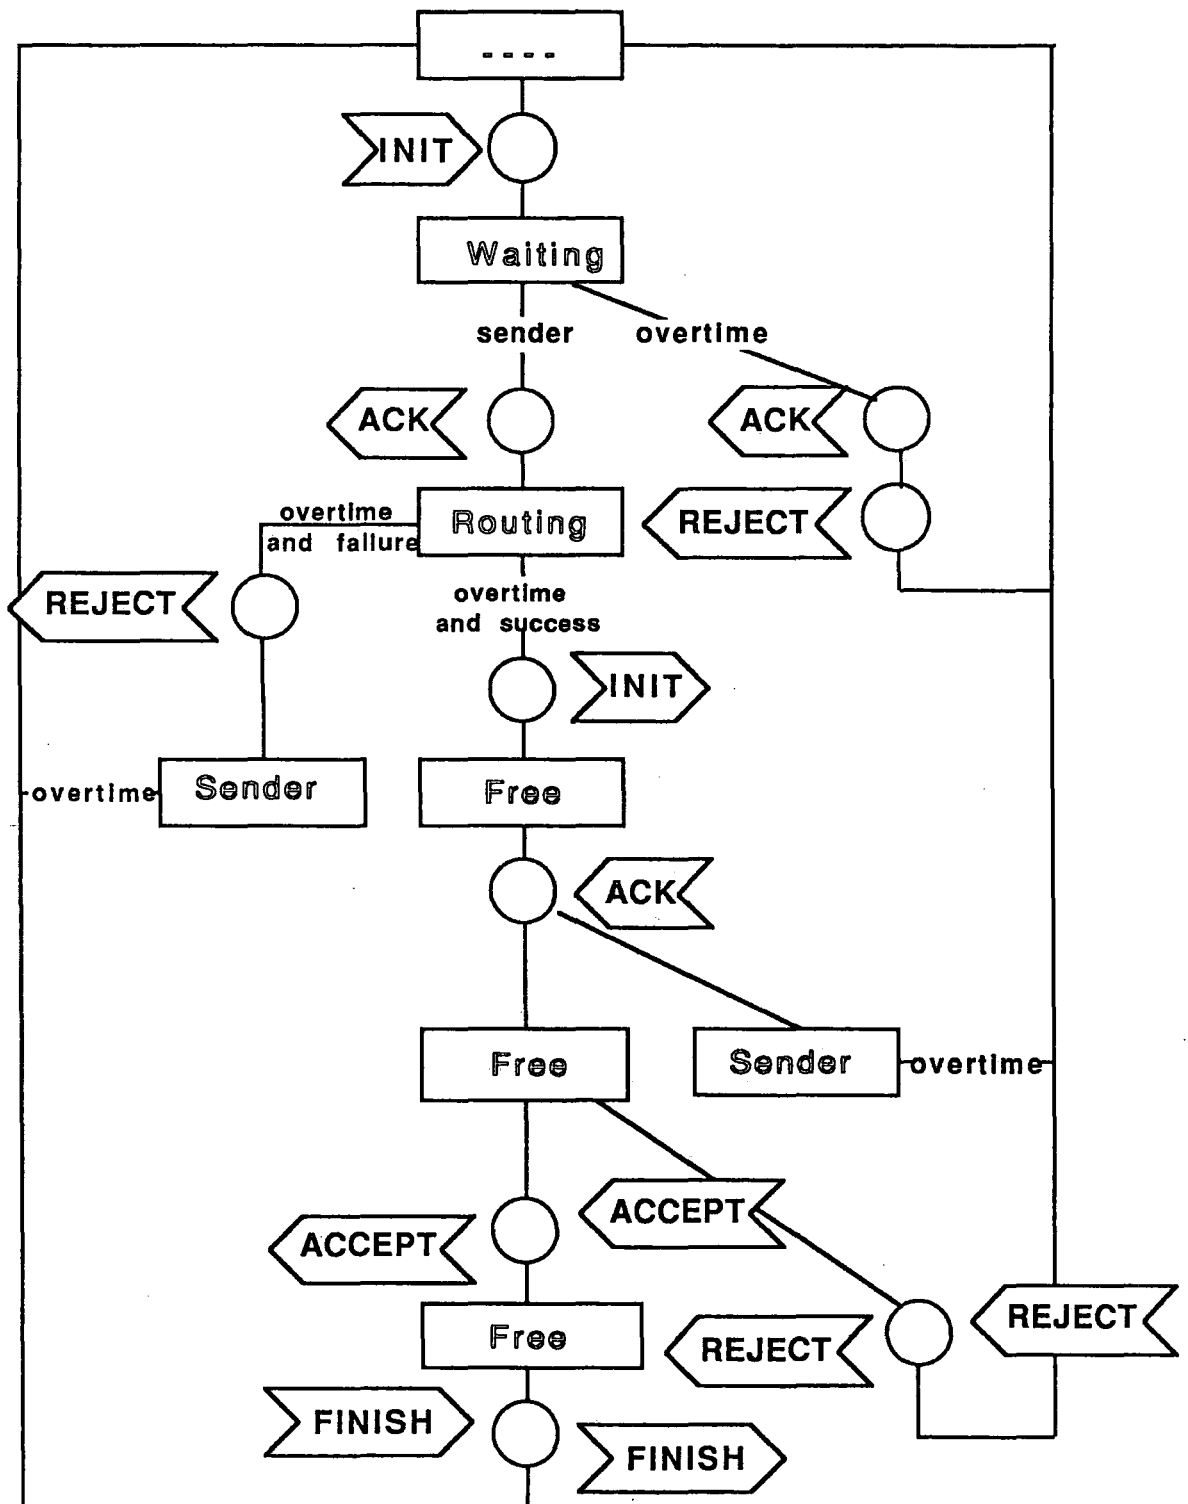 ----
INIT
Waiting
sender overtime
ACK
ACK
overtime
and failure
Routing
REJECT
REJECT
overtime
and success
INIT
overtime
Sender
Free
ACK
Free
Sender
overtime
ACCEPT
ACCEPT
Free
REJECT
REJECT
FINISH
FINISH